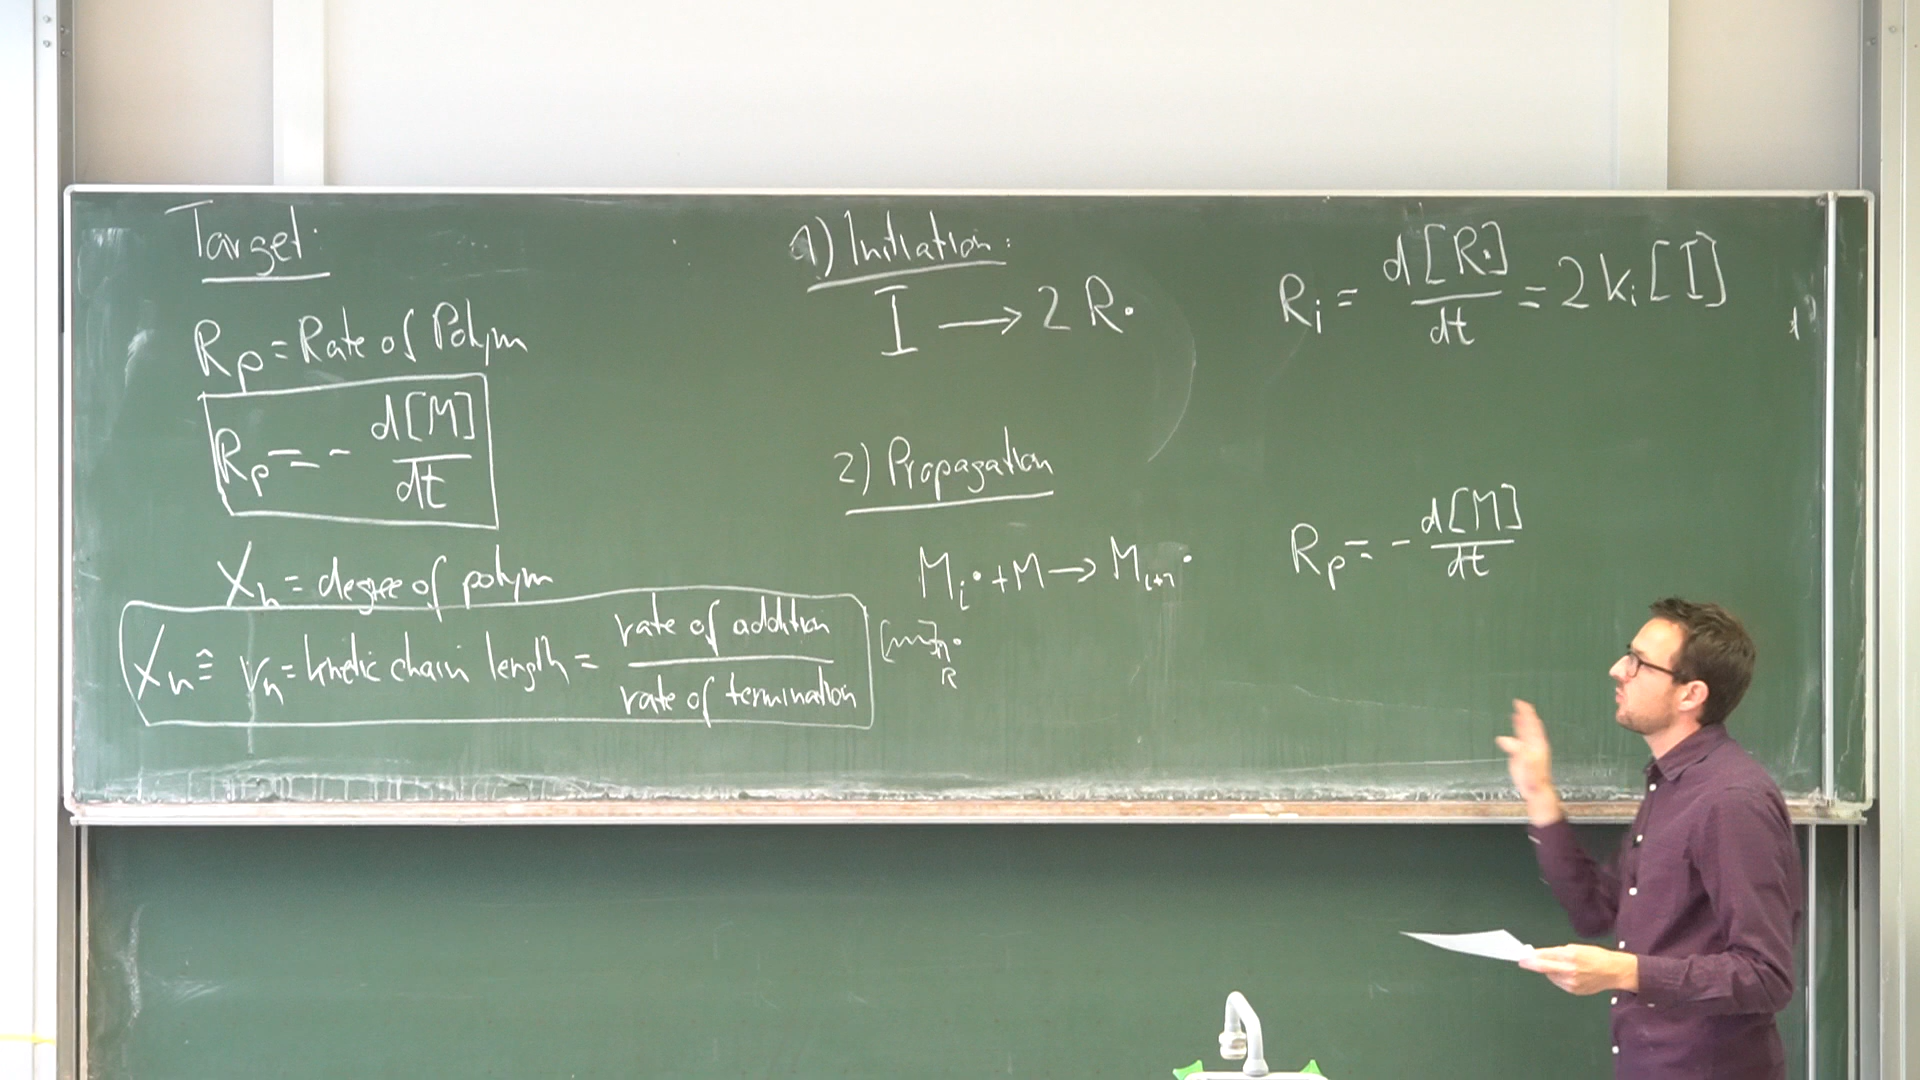 Target:
R_p = Rate of Polym
R_p = - d[M]/dt
X_n = degree of polym
X_n ≙ ν_n = kinetic chain length = rate of addition / rate of termination
1) Initiation:
I → 2 R·
R_i = d[R·]/dt = 2 k_i [I]
2) Propagation
M_i· + M → M_{i+1}·
R_p = - d[M]/dt
R